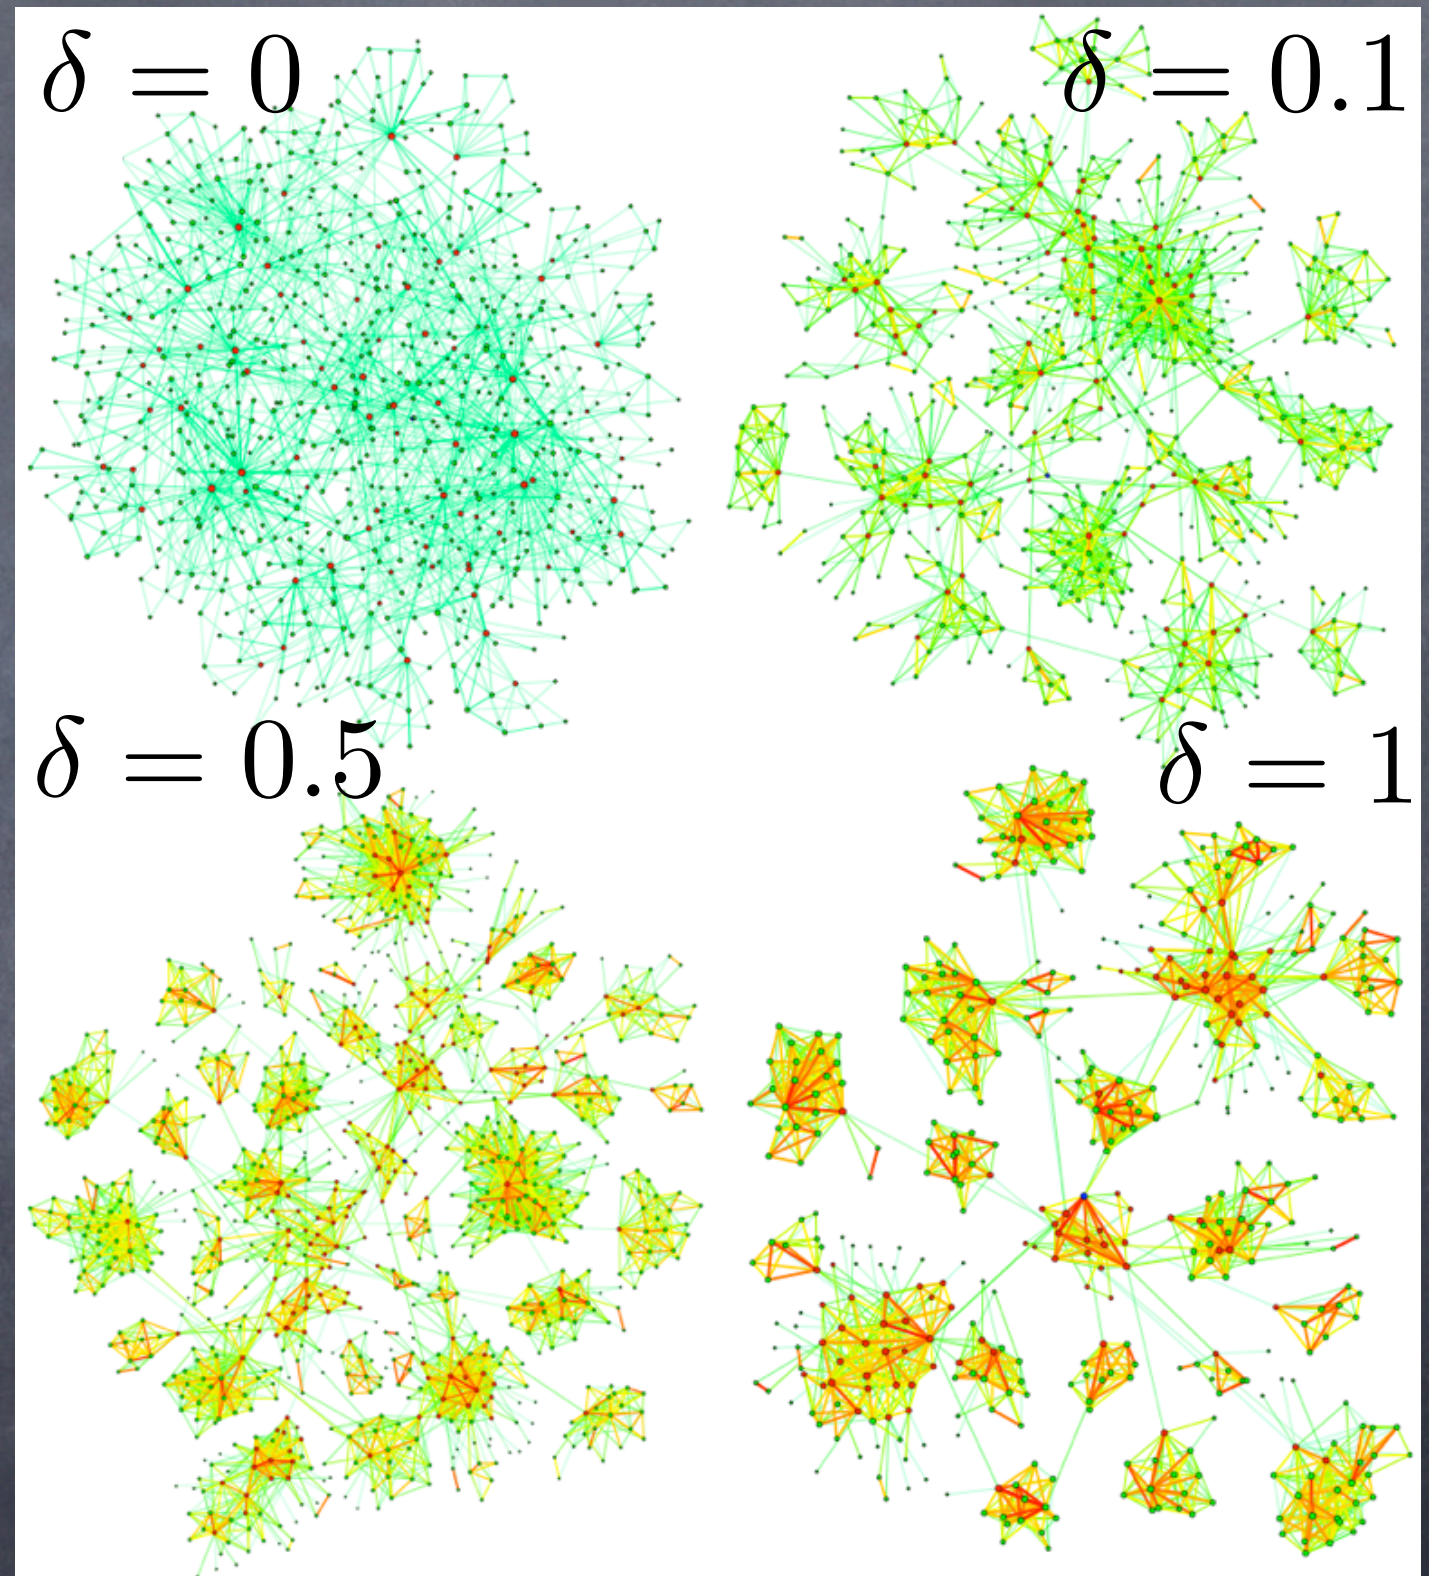 δ = 0
δ = 0.1
δ = 0.5
δ = 1